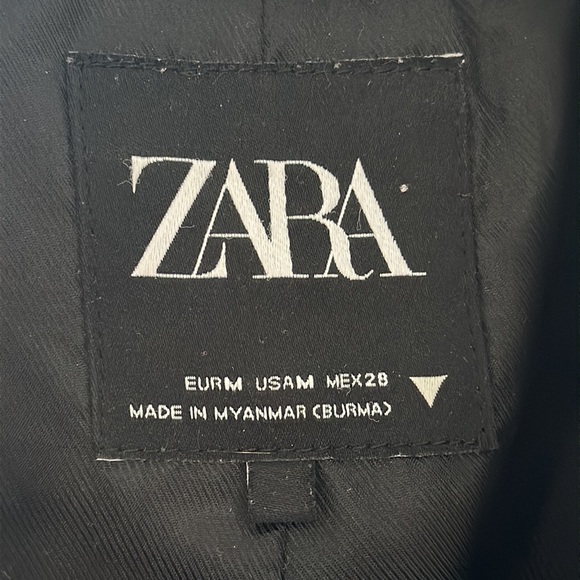 ZARA
EUR M USA M MEX 28
MADE IN MYANMAR (BURMA)